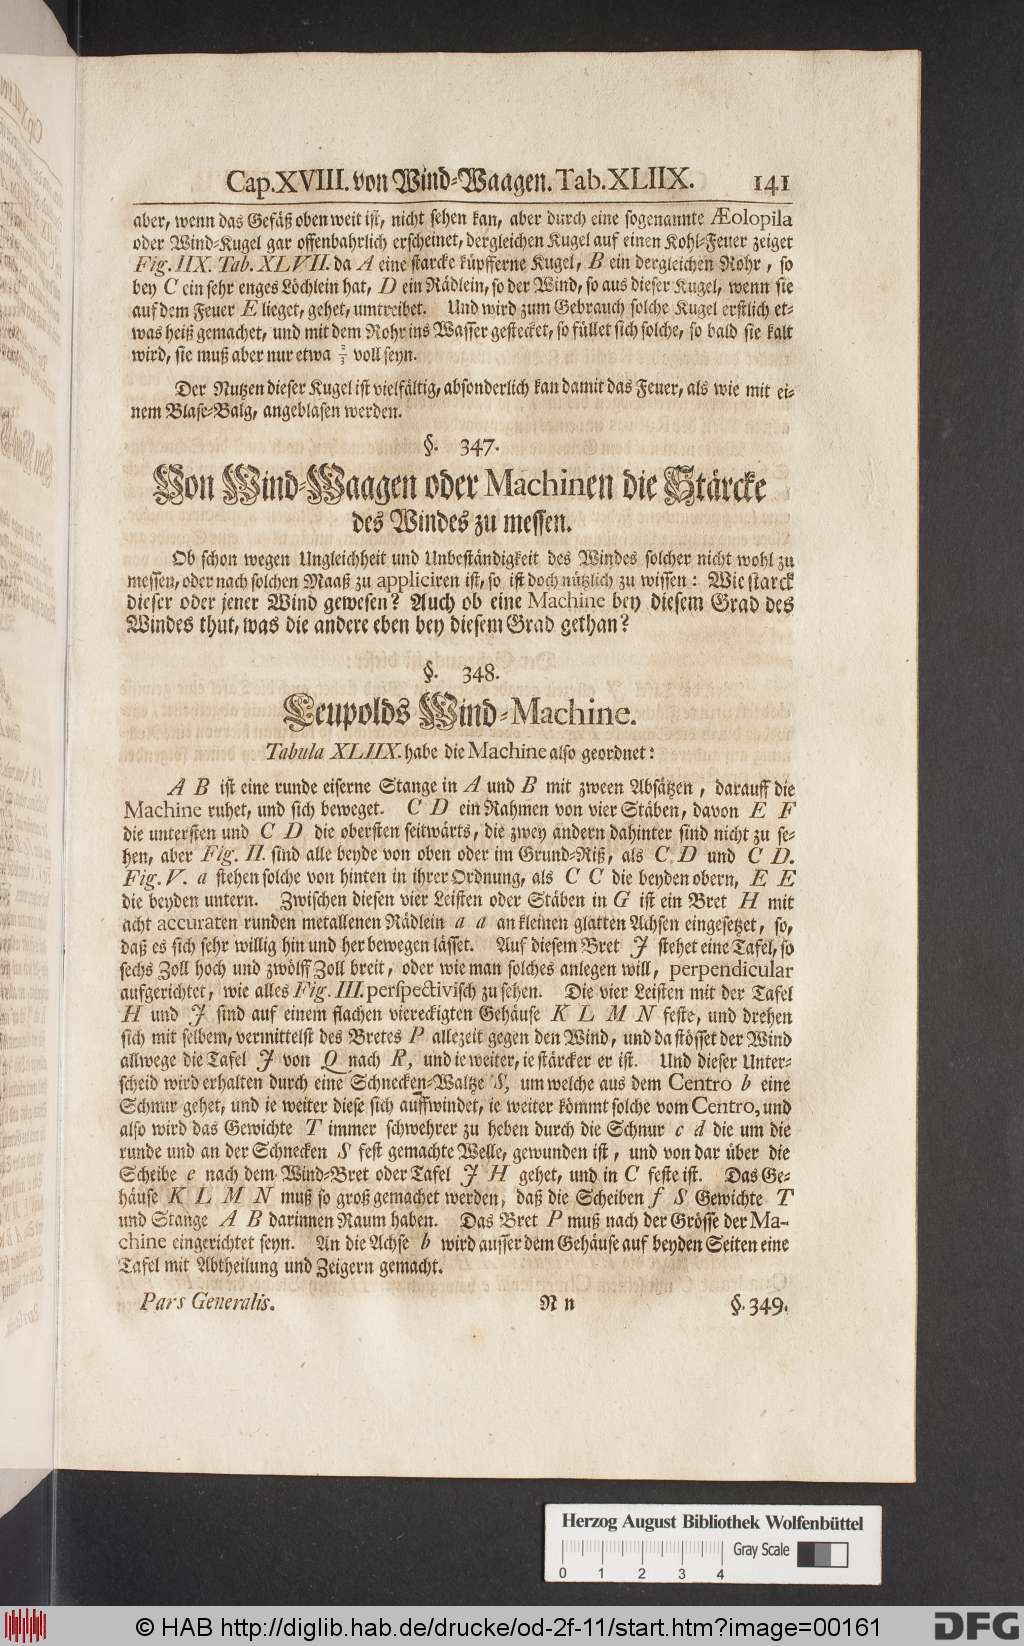 Cap. XVIII. von Wind-Waagen. Tab. XLIIX. 141
aber, wenn das Gefäß oben weit ist, nicht sehen kan, aber durch eine sogenannte Æolopila
oder Wind-Kugel gar offenbahrlich erscheinet, dergleichen Kugel auf einen Kohl-Feuer zeiget
Fig. IIX. Tab. XLVII. da A eine starcke küpfferne Kugel, B ein dergleichen Rohr, so
bey C ein sehr enges Löchlein hat, D ein Rädlein, so der Wind, so aus dieser Kugel, wenn sie
auf dem Feuer E lieget, gehet, umtreibet. Und wird zum Gebrauch solche Kugel erstlich et-
was heiß gemachet, und mit dem Rohr ins Wasser gestecket, so füllet sich solche, so bald sie kalt
wird, sie muß aber nur etwa 2/3 voll seyn.
Der Nutzen dieser Kugel ist vielfältig, absonderlich kan damit das Feuer, als wie mit ei-
nem Blase-Balg, angeblasen werden.
§. 347.
Von Wind-Waagen oder Machinen die Stärcke
des Windes zu messen.
Ob schon wegen Ungleichheit und Unbeständigkeit des Windes solcher nicht wohl zu
messen, oder nach solchen Maaß zu appliciren ist, so ist doch nützlich zu wissen: Wie starck
dieser oder jener Wind gewesen? Auch ob eine Machine bey diesem Grad des
Windes thut, was die andere eben bey diesem Grad gethan?
§. 348.
Leupolds Wind-Machine.
Tabula XLIIX. habe die Machine also geordnet:
A B ist eine runde eiserne Stange in A und B mit zween Absätzen, darauff die
Machine ruhet, und sich beweget. C D ein Rahmen von vier Stäben, davon E F
die untersten und C D die obersten seitwärts, die zwey andern dahinter sind nicht zu se-
hen, aber Fig. II. sind alle beyde von oben oder im Grund-Riß, als C D und C D.
Fig. V. a stehen solche von hinten in ihrer Ordnung, als C C die beyden obern, E E
die beyden untern. Zwischen diesen vier Leisten oder Stäben in G ist ein Bret H mit
acht accuraten runden metallenen Rädlein a a an kleinen glatten Achsen eingesetzet, so,
daß es sich sehr willig hin und her bewegen lässet. Auf diesem Bret J stehet eine Tafel, so
sechs Zoll hoch und zwölff Zoll breit, oder wie man solches anlegen will, perpendicular
aufgerichtet, wie alles Fig. III. perspectivisch zu sehen. Die vier Leisten mit der Tafel
H und J sind auf einem flachen viereckigten Gehäuse K L M N feste, und drehen
sich mit selbem, vermittelst des Bretes P allezeit gegen den Wind, und da stösset der Wind
allwege die Tafel J von Q nach R, und ie weiter, ie stärcker er ist. Und dieser Unter-
scheid wird erhalten durch eine Schnecken-Waltze S, um welche aus dem Centro b eine
Schnur gehet, und ie weiter diese sich auffwindet, ie weiter kömmt solche vom Centro, und
also wird das Gewichte T immer schwehrer zu heben durch die Schnur c d die um die
runde und an der Schnecken S fest gemachte Welle, gewunden ist, und von dar über die
Scheibe e nach dem Wind-Bret oder Tafel J H gehet, und in C feste ist. Das Ge-
häuse K L M N muß so groß gemachet werden, daß die Scheiben f S Gewichte T
und Stange A B darinnen Raum haben. Das Bret P muß nach der Grösse der Ma-
chine eingerichtet seyn. An die Achse b wird ausser dem Gehäuse auf beyden Seiten eine
Tafel mit Abtheilung und Zeigern gemacht.
Pars Generalis. N n §. 349.
Herzog August Bibliothek Wolfenbüttel
Gray Scale
0 1 2 3 4
© HAB http://diglib.hab.de/drucke/od-2f-11/start.htm?image=00161
DFG